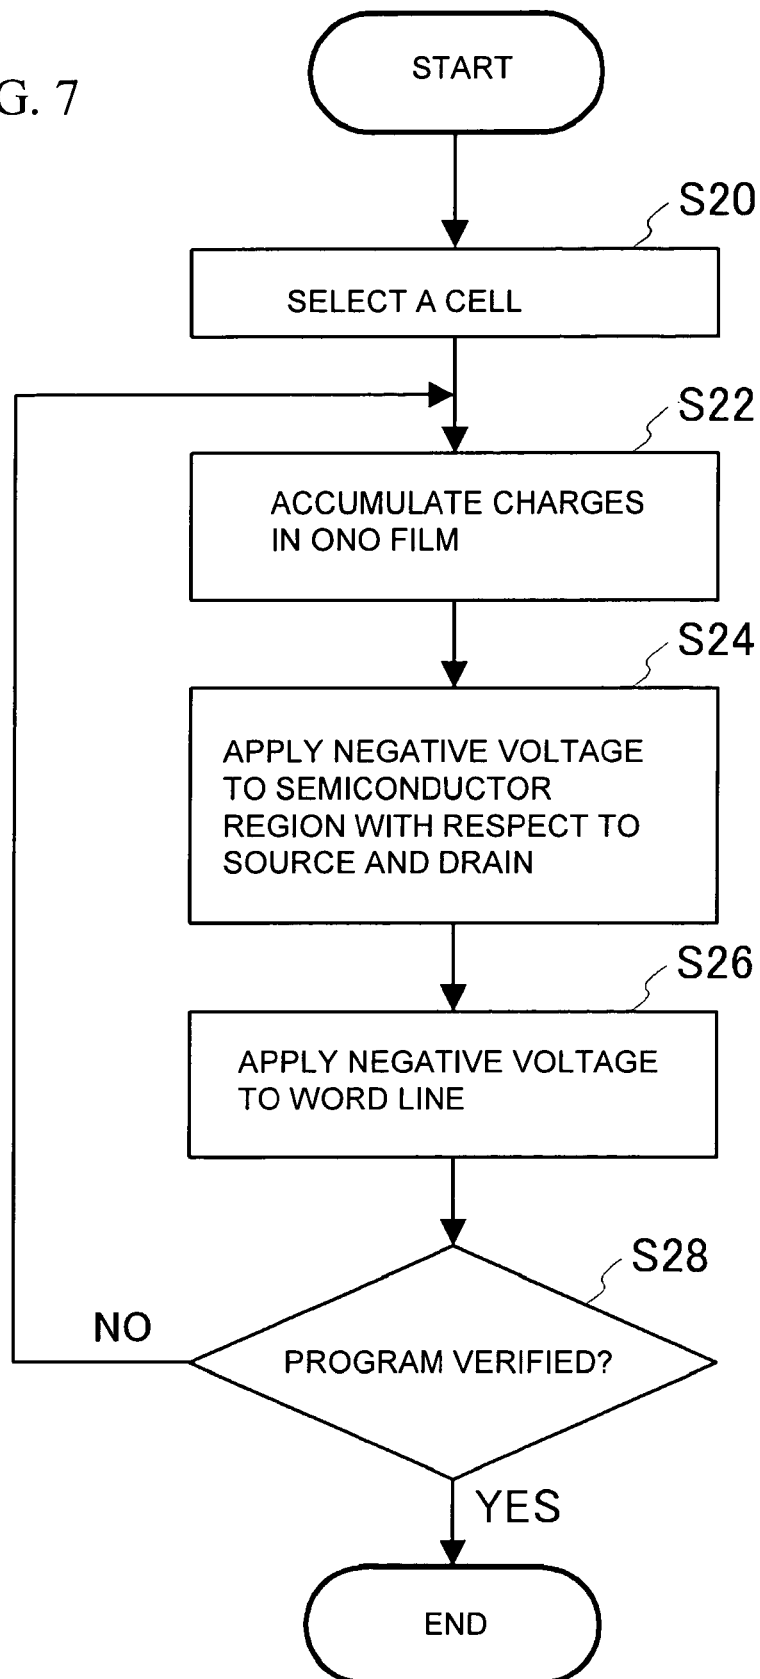 G. 7
START
S20
SELECT A CELL
S22
ACCUMULATE CHARGES
IN ONO FILM
S24
APPLY NEGATIVE VOLTAGE
TO SEMICONDUCTOR
REGION WITH RESPECT TO
SOURCE AND DRAIN
S26
APPLY NEGATIVE VOLTAGE
TO WORD LINE
S28
NO
PROGRAM VERIFIED?
YES
END